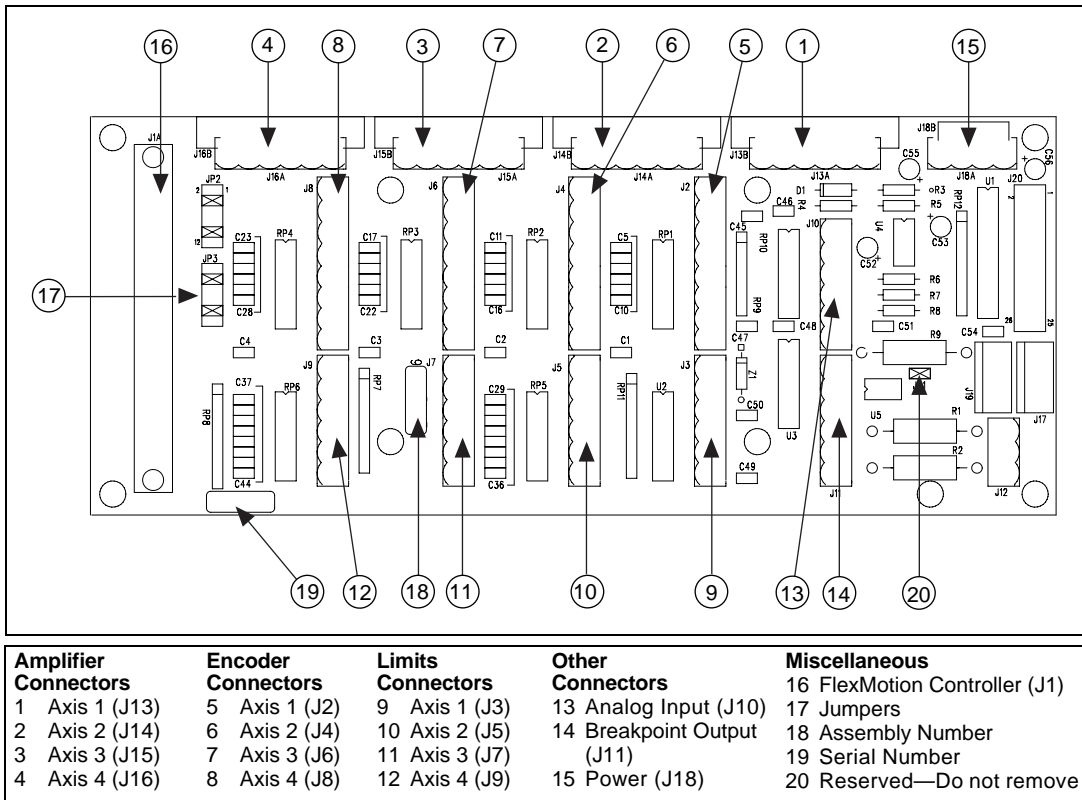 16 4 8 3 7 2 6 5 1 15
J1A J16B J15B J14B J13B J18B
J16A J15A J14A J13A J18A
C55 C56
JP2 J8 J6 J4 J2 D1 R3 U1 J20
2 1 C46 R4 R5 RP12 2 1
12 C23 RP4 C17 RP3 C11 RP2 C5 RP1 C45 RP10 J10 U4 C53
JP3 C52
17
C28 C22 C16 C10 RP9 R6
R7
R8
C48 C51 26 25
C4 C3 J7 C2 C1 C47 R9 C54
J9 J5 J3 Z1
C37 RP6 RP7 C29 RP5 RP11 U2 C50 J19 J17
RP8 U5 R1
U3 R2
C44 C36 C49 J11 J12
19 12 18 11 10 9 13 14 20
Amplifier
Connectors
1 Axis 1 (J13)
2 Axis 2 (J14)
3 Axis 3 (J15)
4 Axis 4 (J16)
Encoder
Connectors
5 Axis 1 (J2)
6 Axis 2 (J4)
7 Axis 3 (J6)
8 Axis 4 (J8)
Limits
Connectors
9 Axis 1 (J3)
10 Axis 2 (J5)
11 Axis 3 (J7)
12 Axis 4 (J9)
Other
Connectors
13 Analog Input (J10)
14 Breakpoint Output
(J11)
15 Power (J18)
Miscellaneous
16 FlexMotion Controller (J1)
17 Jumpers
18 Assembly Number
19 Serial Number
20 Reserved—Do not remove